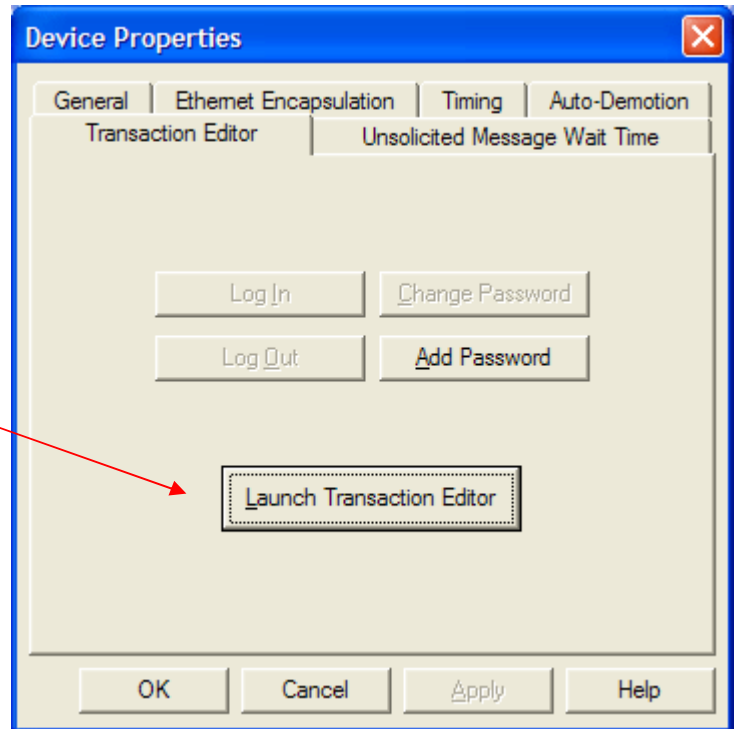 Device Properties
General Ethernet Encapsulation Timing Auto-Demotion
Transaction Editor Unsolicited Message Wait Time
Log In Change Password
Log Out Add Password
Launch Transaction Editor
OK Cancel Apply Help